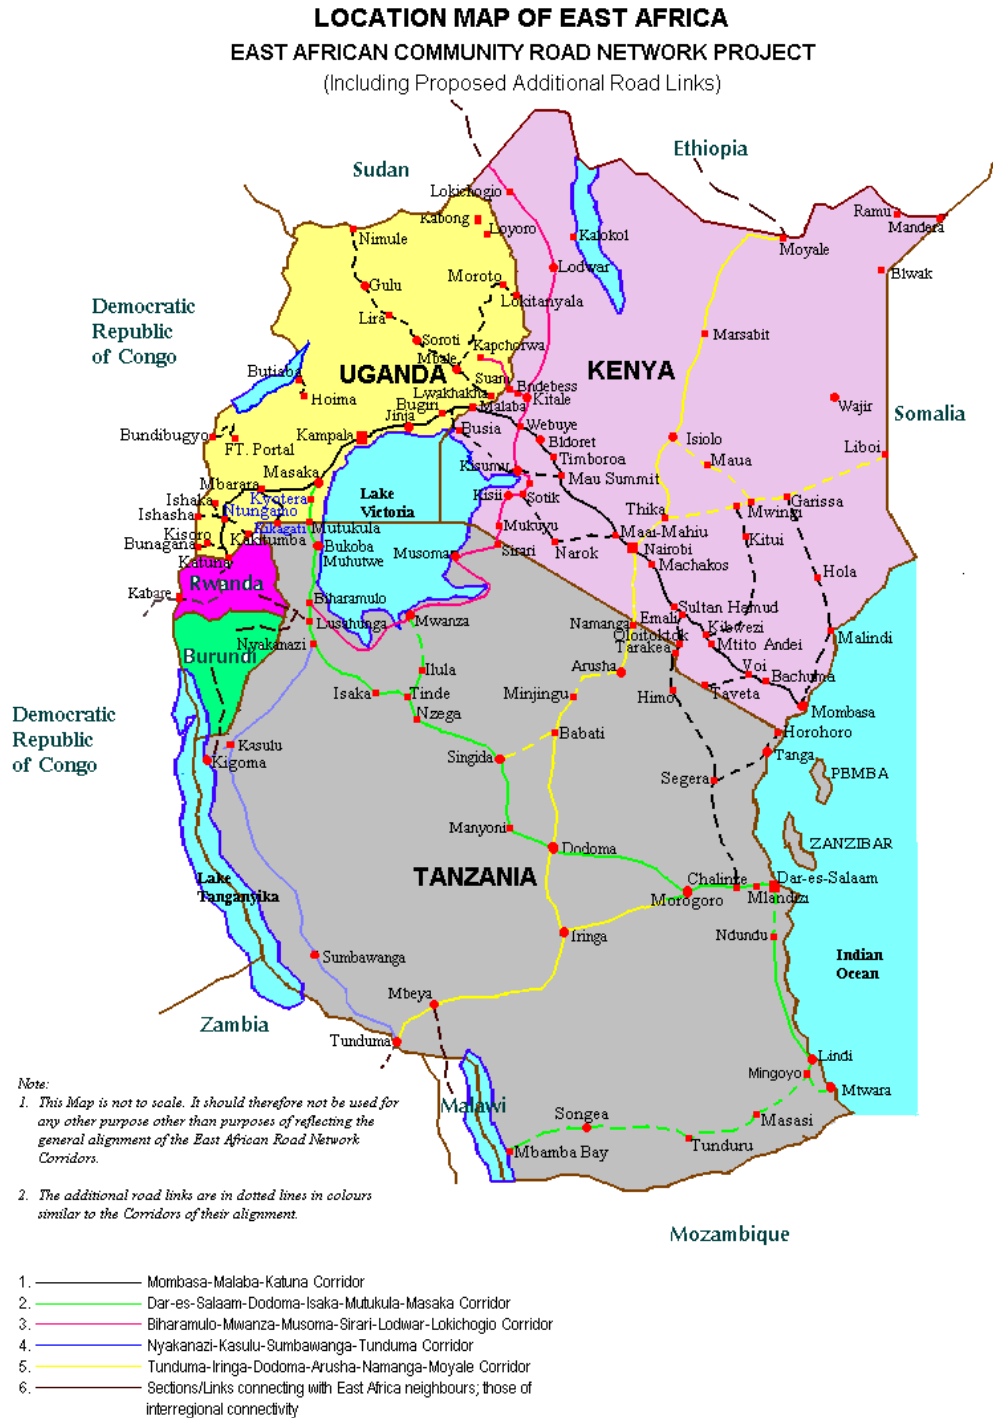 LOCATION MAP OF EAST AFRICA
EAST AFRICAN COMMUNITY ROAD NETWORK PROJECT
(Including Proposed Additional Road Links)
Ethiopia
Sudan
Lokichogio
Kabong
Loyoro
Ramu
Mandera
Nimule
Kalokol
Moyale
Lodwar
Elwak
Moroto
Gulu
Lokitanyala
Democratic
Republic
of Congo
Lira
Marsabit
Soroti
Kapchorwa
Mbale
UGANDA
KENYA
Butiaba
Suam
Endebess
Hoima
Lwakhakha
Kitale
Wajir
Bugiri
Malaba
Somalia
Jinja
Webuye
Bundibugyo
Kampala
Busia
Eldoret
Isiolo
FT. Portal
Timboroa
Liboi
Kisumu
Maua
Masaka
Mau Summit
Mbarara
Lake
Victoria
Kisii
Sotik
Ishaka
Kyotera
Garissa
Ntungamo
Thika
Mwingi
Ishasha
Kikagati
Mutukula
Mukuyu
Maai-Mahiu
Kisoro
Kakitumba
Kitui
Bunagana
Bukoba
Sirari
Narok
Nairobi
Muhutwe
Musoma
Katuna
Machakos
Rwanda
Hola
Kabare
Biharamulo
Sultan Hamud
Lusahunga
Mwanza
Namanga
Emali
Kibwezi
Malindi
Oloitoktok
Nyakanazi
Tarakea
Mtito Andei
Burundi
Ilula
Arusha
Voi
Bachuma
Isaka
Tinde
Minjingu
Himo
Taveta
Nzega
Mombasa
Democratic
Republic
of Congo
Babati
Horohoro
Kasulu
Tanga
Kigoma
Singida
Segera
PEMBA
Manyoni
Dodoma
ZANZIBAR
TANZANIA
Chalinte
Dar-es-Salaam
Lake
Tanganyika
Morogoro
Mlandizi
Iringa
Ndundu
Sumbawanga
Indian
Ocean
Mbeya
Zambia
Tunduma
Lindi
Mingoyo
Mtwara
Malawi
Songea
Masasi
Mbamba Bay
Tunduru
Mozambique
Note:
1. This Map is not to scale. It should therefore not be used for
any other purpose other than purposes of reflecting the
general alignment of the East African Road Network
Corridors.
2. The additional road links are in dotted lines in colours
similar to the Corridors of their alignment.
1. Mombasa-Malaba-Katuna Corridor
2. Dar-es-Salaam-Dodoma-Isaka-Mutukula-Masaka Corridor
3. Biharamulo-Mwanza-Musoma-Sirari-Lodwar-Lokichogio Corridor
4. Nyakanazi-Kasulu-Sumbawanga-Tunduma Corridor
5. Tunduma-Iringa-Dodoma-Arusha-Namanga-Moyale Corridor
6. Sections/Links connecting with East Africa neighbours; those of
interregional connectivity